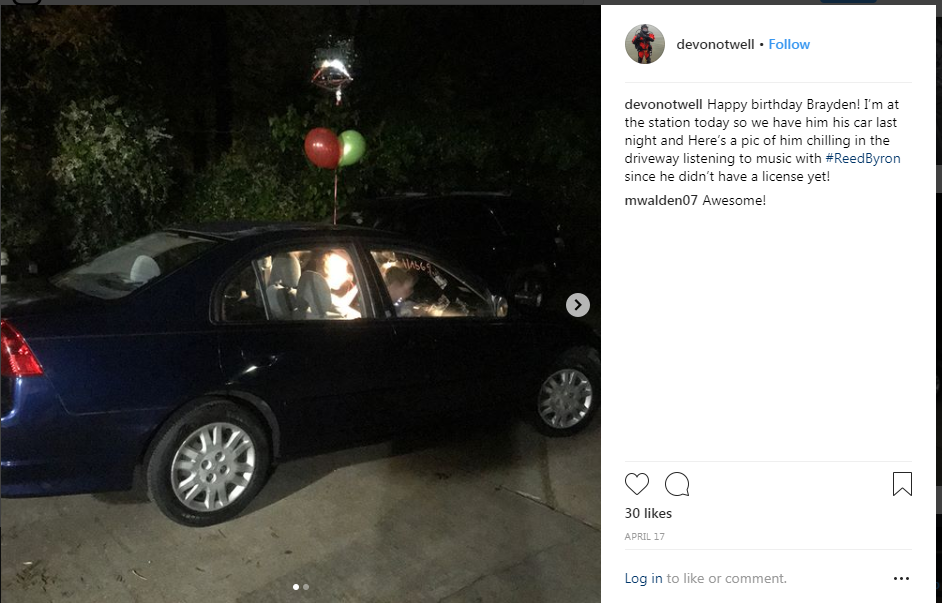 devonotwell • Follow
devonotwell Happy birthday Brayden! I'm at
the station today so we have him his car last
night and Here's a pic of him chilling in the
driveway listening to music with #ReedByron
since he didn't have a license yet!
mwalden07 Awesome!
30 likes
APRIL 17
Log in to like or comment.